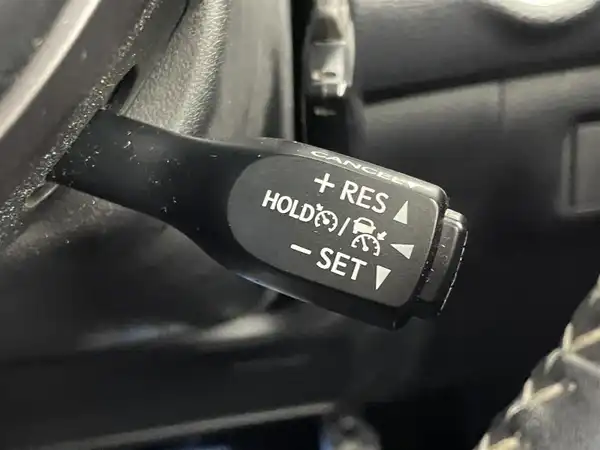 CANCEL
+ RES
HOLD /
– SET